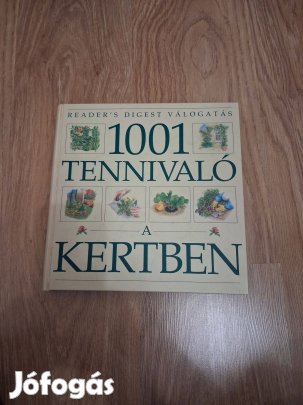 READER'S DIGEST VÁLOGATÁS
1001
TENNIVALÓ
A
KERTBEN
Jófogás